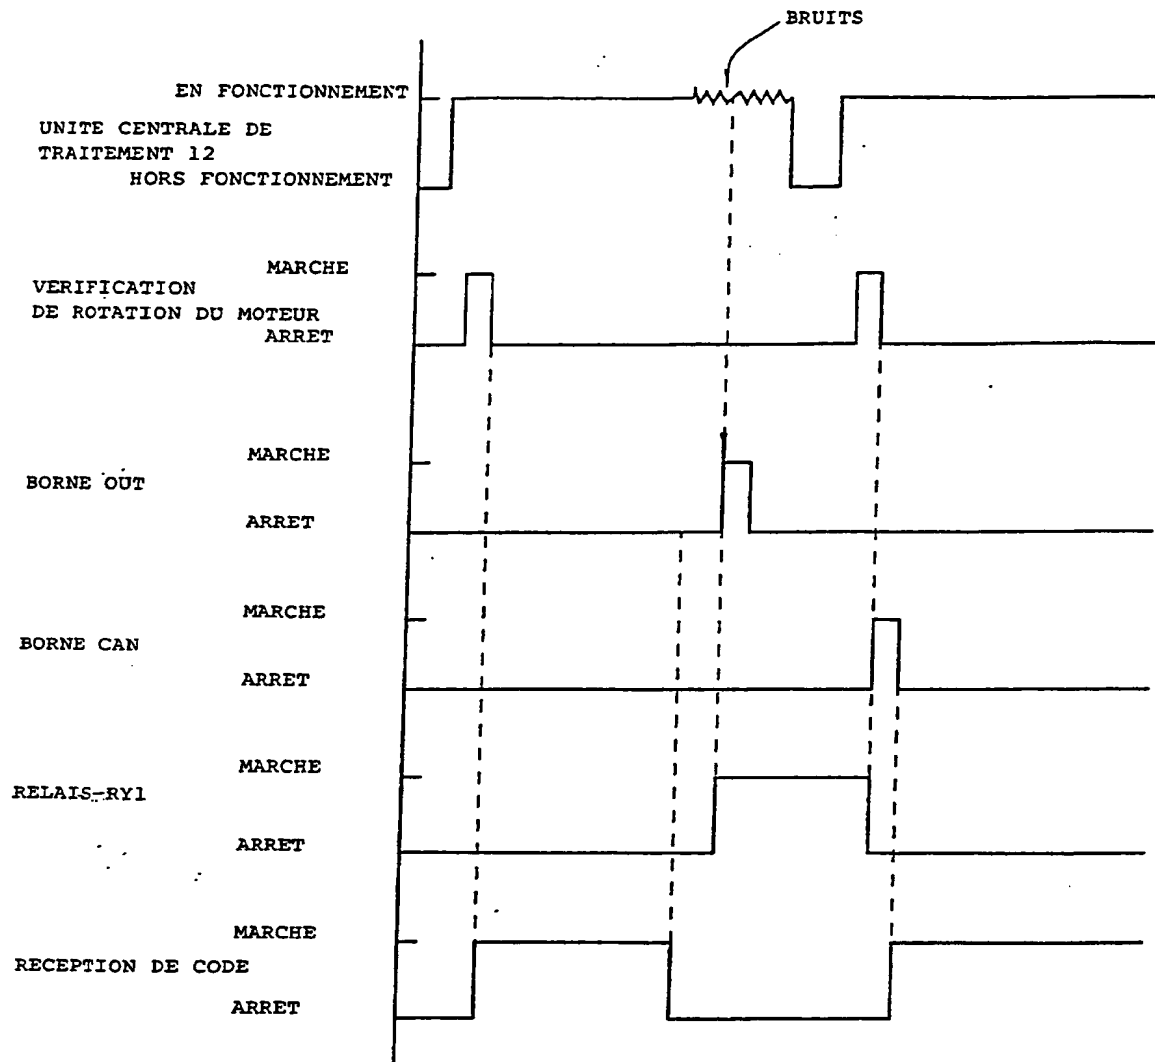 BRUITS
EN FONCTIONNEMENT
UNITE CENTRALE DE
TRAITEMENT 12
HORS FONCTIONNEMENT
MARCHE
VERIFICATION
DE ROTATION DU MOTEUR
ARRET
MARCHE
BORNE OUT
ARRET
MARCHE
BORNE CAN
ARRET
MARCHE
RELAIS-RY1
ARRET
MARCHE
RECEPTION DE CODE
ARRET